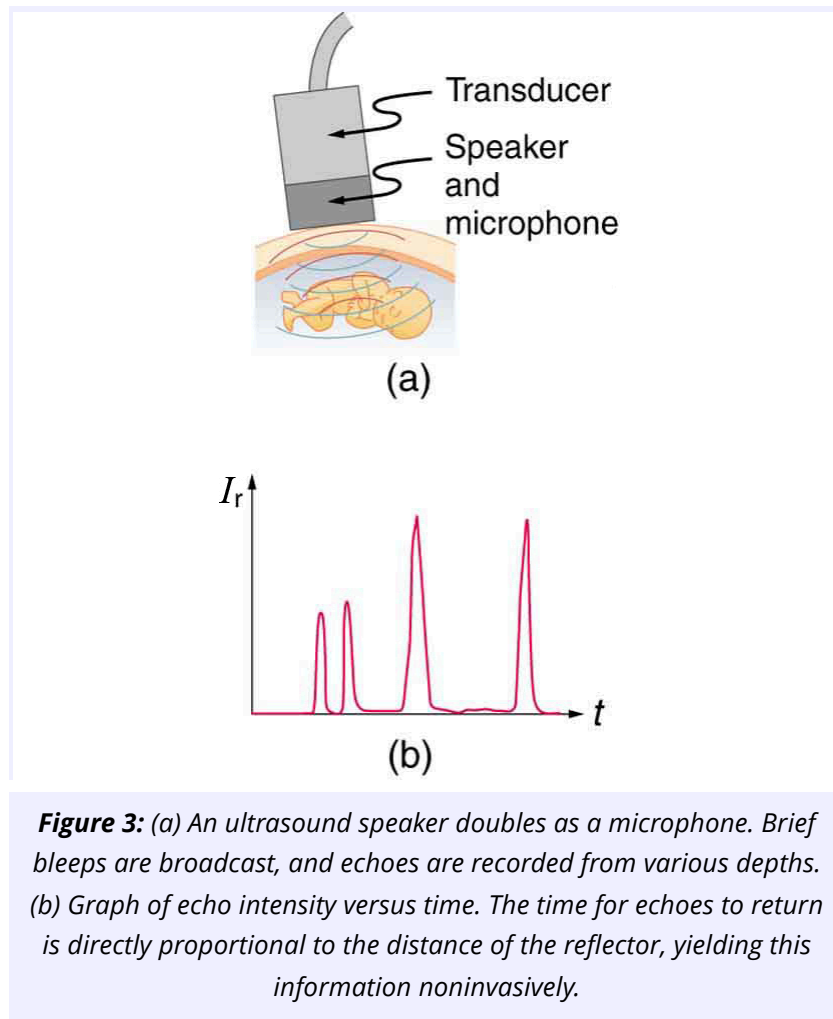 Transducer
Speaker
and
microphone
(a)
Ir
t
(b)
Figure 3: (a) An ultrasound speaker doubles as a microphone. Brief
bleeps are broadcast, and echoes are recorded from various depths.
(b) Graph of echo intensity versus time. The time for echoes to return
is directly proportional to the distance of the reflector, yielding this
information noninvasively.